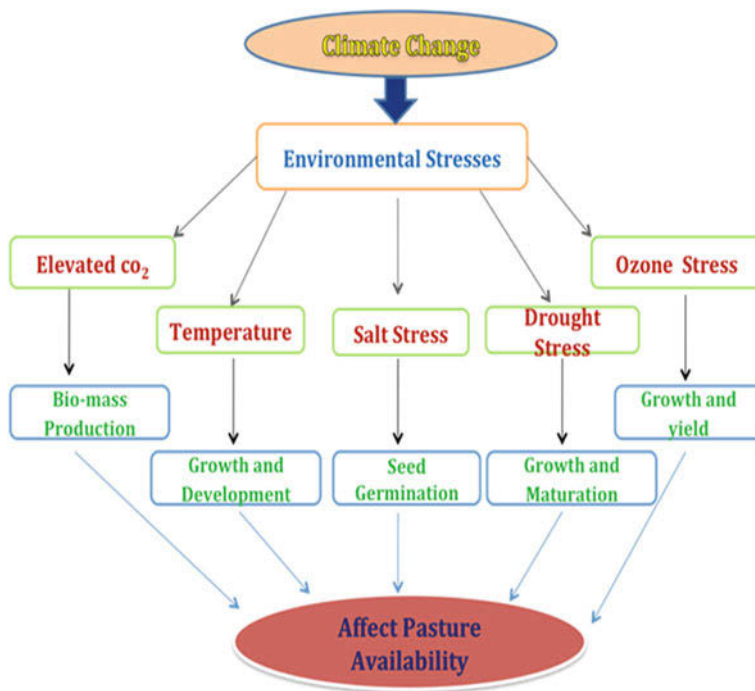 Climate Change
Environmental Stresses
Elevated co₂
Ozone Stress
Temperature
Salt Stress
Drought
Stress
Bio-mass
Production
Growth and
yield
Growth and
Development
Seed
Germination
Growth and
Maturation
Affect Pasture
Availability